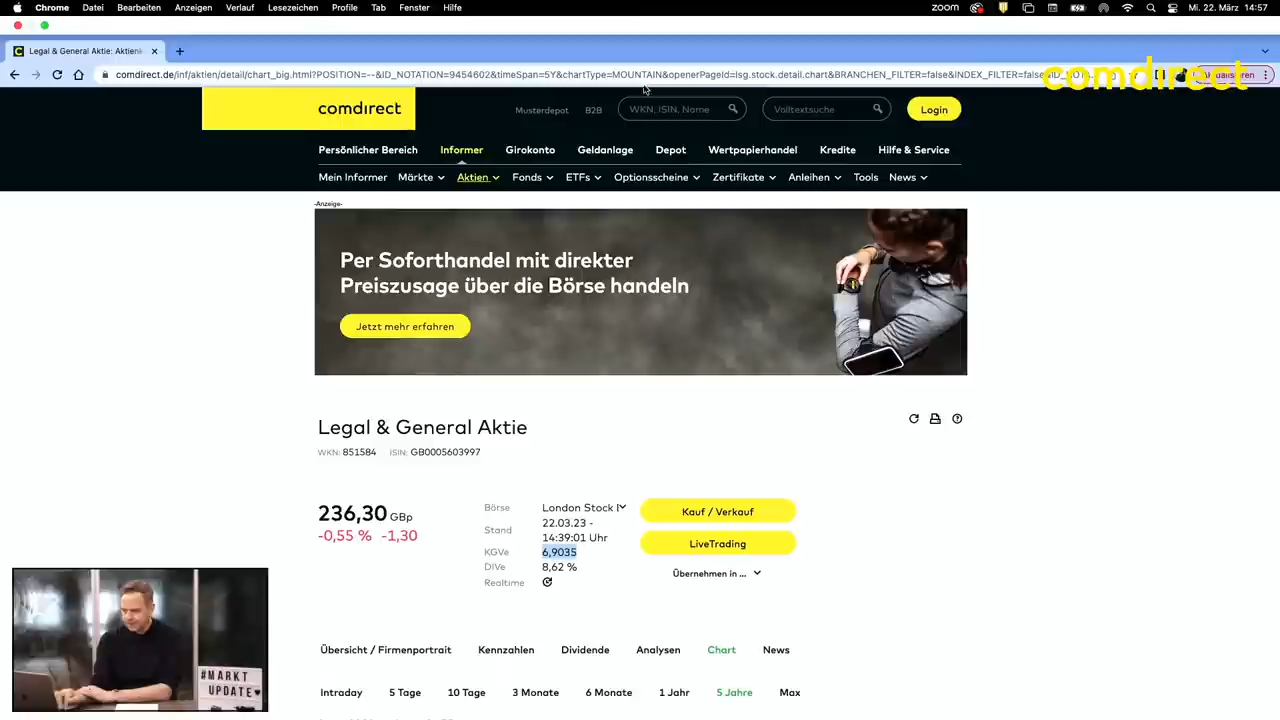 Chrome Datei Bearbeiten Anzeigen Verlauf Lesezeichen Profile Tab Fenster Hilfe zoom Mi. 22. März 14:57
Legal & General Aktie: Aktienk
comdirect.de/inf/aktien/detail/chart_big.html?POSITION=--&ID_NOTATION=9454602&timeSpan=5Y&chartType=MOUNTAIN&openerPageId=lsg.stock.detail.chart&BRANCHEN_FILTER=false&INDEX_FILTER=false
comdirect
comdirect
Musterdepot B2B WKN, ISIN, Name Volltextsuche Login
Persönlicher Bereich Informer Girokonto Geldanlage Depot Wertpapierhandel Kredite Hilfe & Service
Mein Informer Märkte Aktien Fonds ETFs Optionsscheine Zertifikate Anleihen Tools News
-Anzeige-
Per Soforthandel mit direkter
Preiszusage über die Börse handeln
Jetzt mehr erfahren
Legal & General Aktie
WKN: 851584 ISIN: GB0005603997
236,30 GBp
-0,55 % -1,30
Börse London Stock
Stand 22.03.23 -
14:39:01 Uhr
KGVe 6,9035
DIVe 8,62 %
Realtime
Kauf / Verkauf
LiveTrading
Übernehmen in ...
#MARKT
UPDATE
Übersicht / Firmenportrait Kennzahlen Dividende Analysen Chart News
Intraday 5 Tage 10 Tage 3 Monate 6 Monate 1 Jahr 5 Jahre Max